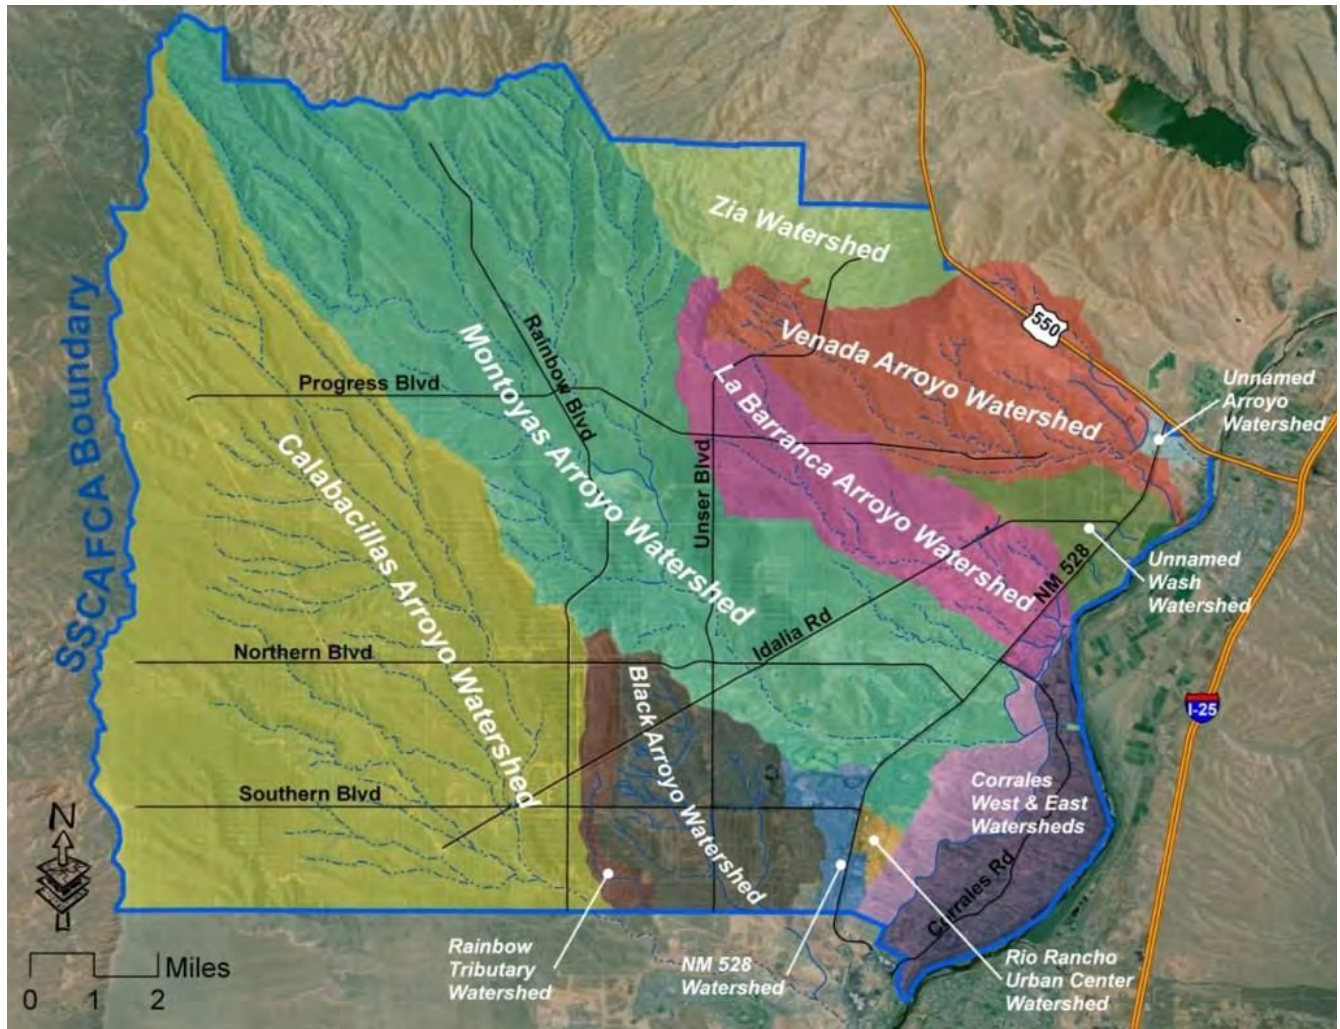 Zia Watershed
550
Venada Arroyo Watershed
Unnamed
Arroyo
Watershed
SSCAFCA Boundary
Rainbow Blvd
Progress Blvd
Montoyas Arroyo Watershed
La Barranca Arroyo Watershed
Unser Blvd
Calabacillas Arroyo Watershed
NM 528
Unnamed
Wash
Watershed
Idalia Rd
Northern Blvd
Black Arroyo Watershed
I-25
Southern Blvd
Corrales
West & East
Watersheds
Corrales Rd
N
Miles
0 1 2
Rainbow
Tributary
Watershed
NM 528
Watershed
Rio Rancho
Urban Center
Watershed